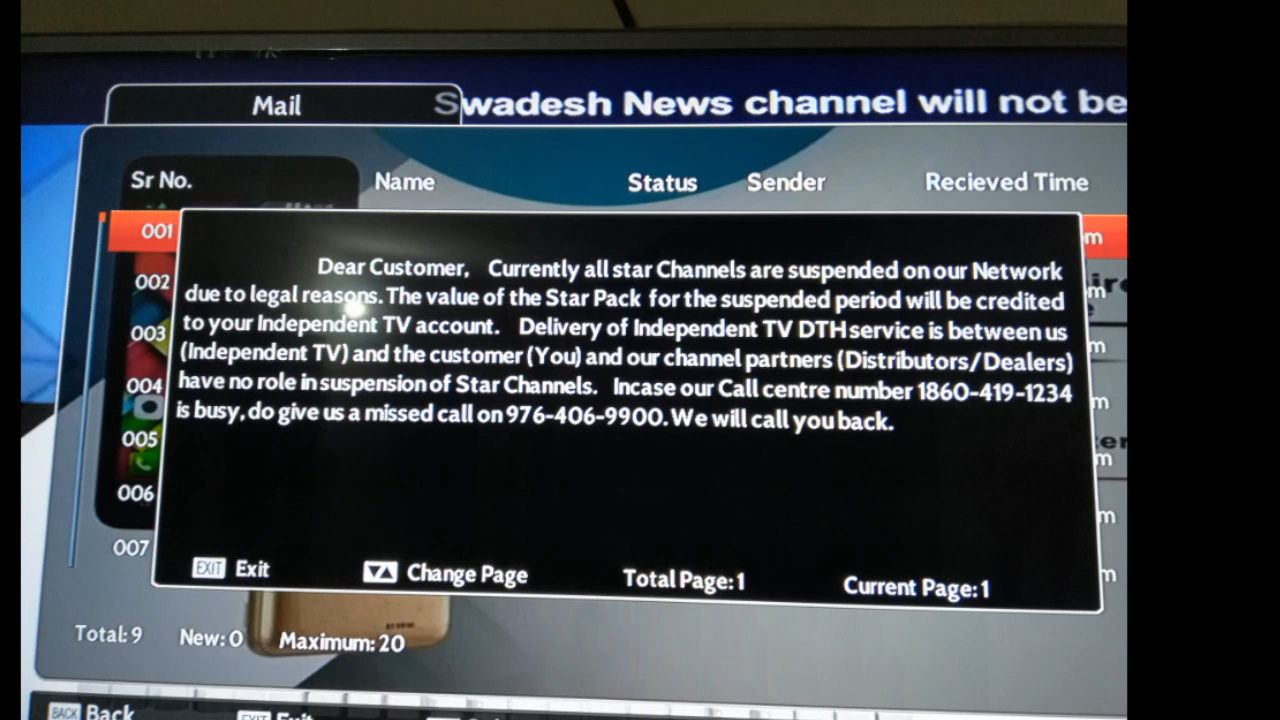 Mail
Swadesh News channel will not be
Sr No. Name Status Sender Recieved Time
001
002
003
004
005
006
007
Dear Customer, Currently all star Channels are suspended on our Network
due to legal reasons. The value of the Star Pack for the suspended period will be credited
to your Independent TV account. Delivery of Independent TV DTH service is between us
(Independent TV) and the customer (You) and our channel partners (Distributors/Dealers)
have no role in suspension of Star Channels. Incase our Call centre number 1860-419-1234
is busy, do give us a missed call on 976-406-9900. We will call you back.
EXIT Exit Change Page Total Page:1 Current Page:1
Total: 9 New: 0 Maximum: 20
BACK Back EXIT Exit